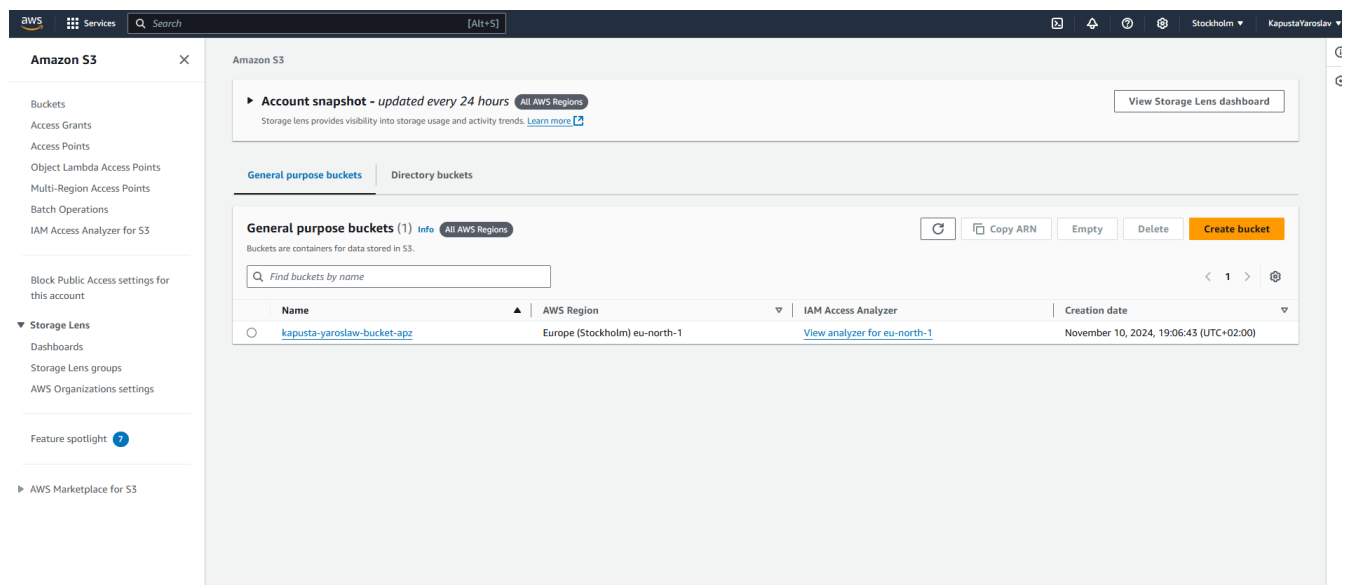 aws Services Search [Alt+S] Stockholm ▼ KapustaYaroslav ▼
Amazon S3
Buckets
Access Grants
Access Points
Object Lambda Access Points
Multi-Region Access Points
Batch Operations
IAM Access Analyzer for S3
Block Public Access settings for
this account
Storage Lens
Dashboards
Storage Lens groups
AWS Organizations settings
Feature spotlight 7
AWS Marketplace for S3
Amazon S3
Account snapshot - updated every 24 hours All AWS Regions
Storage lens provides visibility into storage usage and activity trends. Learn more
View Storage Lens dashboard
General purpose buckets Directory buckets
General purpose buckets (1) Info All AWS Regions
Buckets are containers for data stored in S3.
Copy ARN Empty Delete Create bucket
Find buckets by name
< 1 >
Name AWS Region IAM Access Analyzer Creation date
kapusta-yaroslaw-bucket-apz Europe (Stockholm) eu-north-1 View analyzer for eu-north-1 November 10, 2024, 19:06:43 (UTC+02:00)